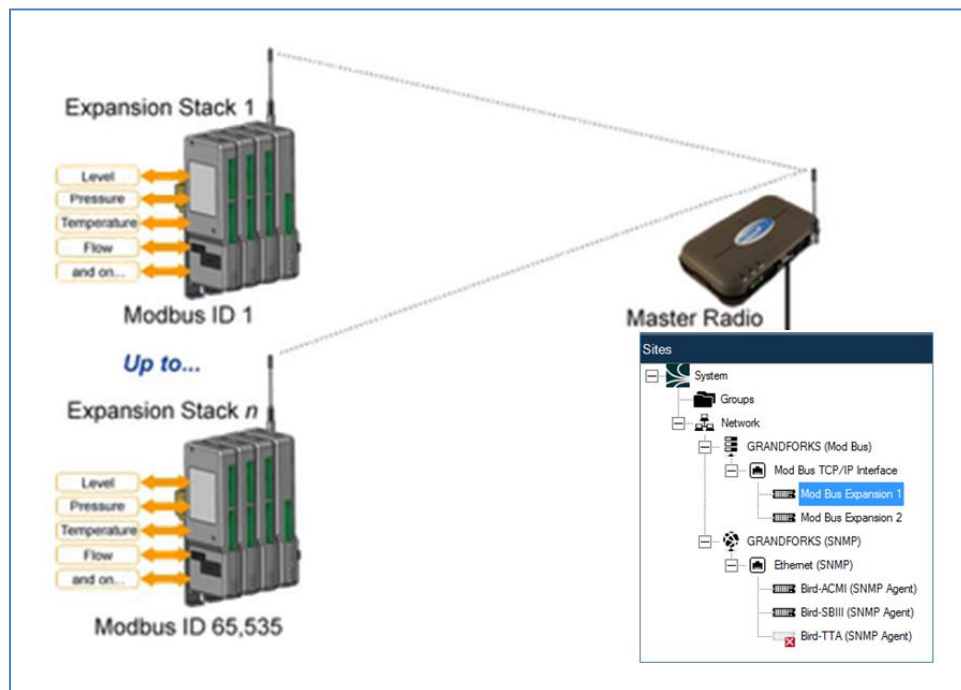 Expansion Stack 1
Level
Pressure
Temperature
Flow
and on...
Modbus ID 1
Up to...
Expansion Stack n
Level
Pressure
Temperature
Flow
and on...
Modbus ID 65,535
Master Radio
Sites
System
Groups
Network
GRANDFORKS (Mod Bus)
Mod Bus TCP/IP Interface
Mod Bus Expansion 1
Mod Bus Expansion 2
GRANDFORKS (SNMP)
Ethernet (SNMP)
Bird-ACMI (SNMP Agent)
Bird-SBIII (SNMP Agent)
Bird-TTA (SNMP Agent)